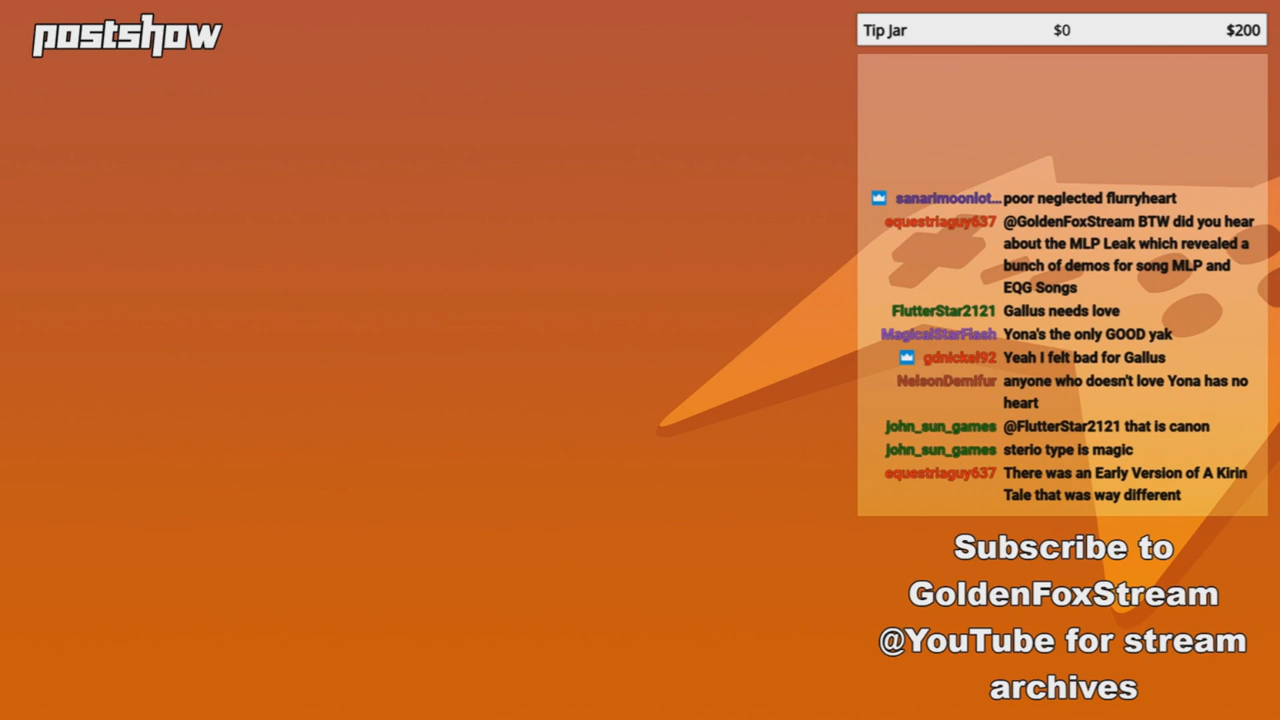 postshow
Tip Jar $0 $200
sanarimoonlot... poor neglected flurryheart
equestriaguy637 @GoldenFoxStream BTW did you hear
about the MLP Leak which revealed a
bunch of demos for song MLP and
EQG Songs
FlutterStar2121 Gallus needs love
MagicalStarFlash Yona's the only GOOD yak
gdnickel92 Yeah I felt bad for Gallus
NelsonDemifur anyone who doesn't love Yona has no
heart
john_sun_games @FlutterStar2121 that is canon
john_sun_games sterio type is magic
equestriaguy637 There was an Early Version of A Kirin
Tale that was way different
Subscribe to
GoldenFoxStream
@YouTube for stream
archives